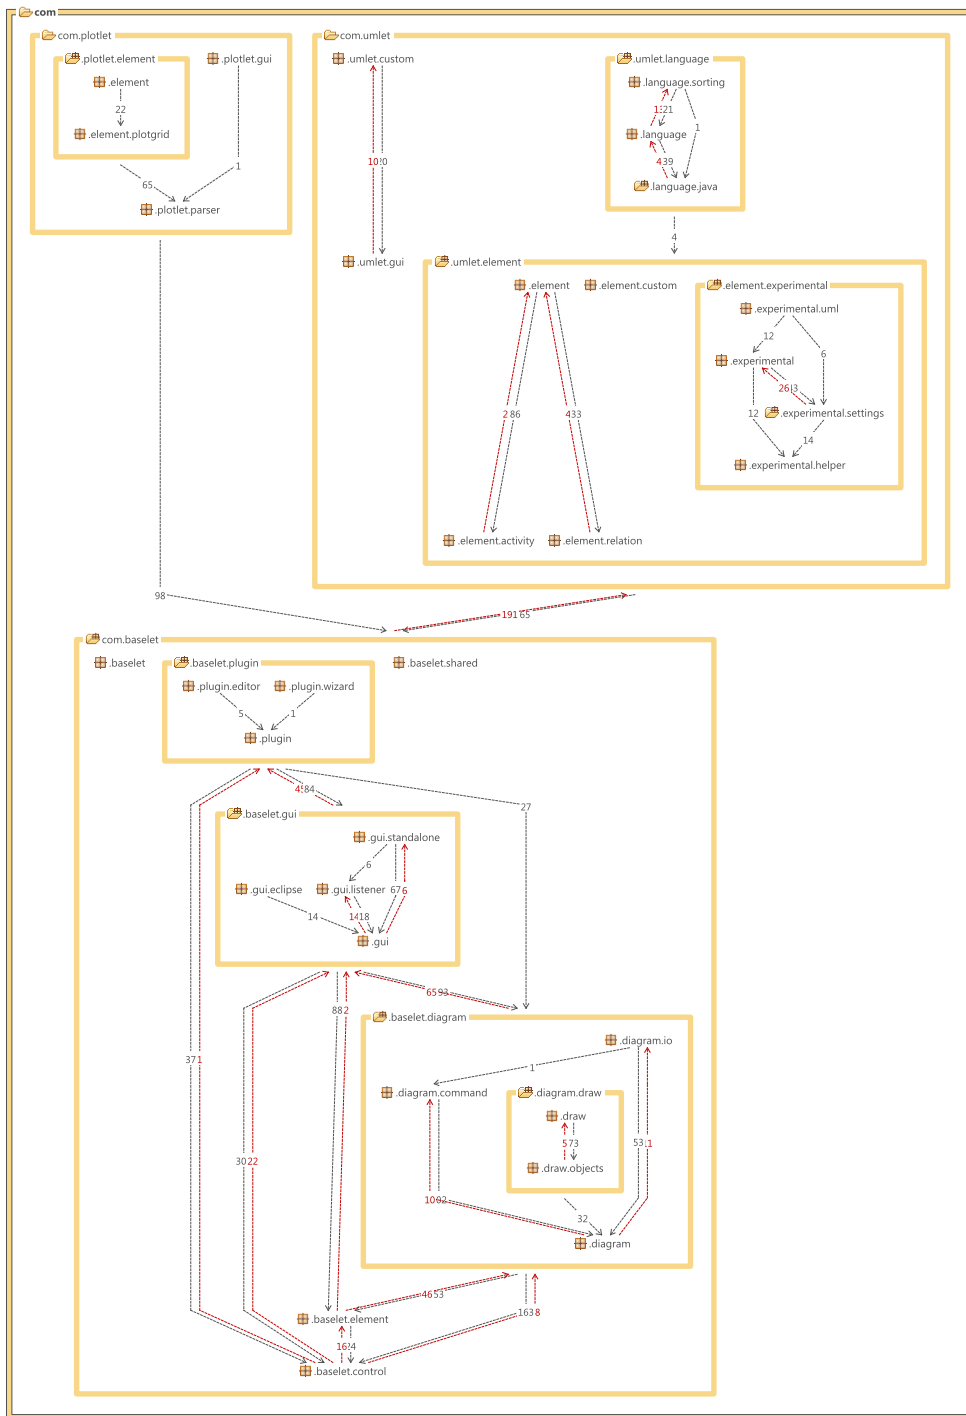 com
com.plotlet
com.umlet
.plotlet.element
.plotlet.gui
.umlet.custom
.umlet.language
.element
.language.sorting
22
21
1
.element.plotgrid
.language
1
10
4
39
65
.language.java
.plotlet.parser
4
.umlet.gui
.umlet.element
.element
.element.custom
.element.experimental
.experimental.uml
12
6
.experimental
26
2
86
4
33
12
.experimental.settings
14
.experimental.helper
.element.activity
.element.relation
98
191
65
com.baselet
.baselet
.baselet.plugin
.baselet.shared
.plugin.editor
.plugin.wizard
5
1
.plugin
84
27
.baselet.gui
.gui.standalone
6
.gui.eclipse
.gui.listener
67
6
14
14
18
.gui
65
93
88
2
.baselet.diagram
.diagram.io
37
1
1
.diagram.command
.diagram.draw
.draw
5
73
53
11
30
22
.draw.objects
10
32
.diagram
46
53
163
8
.baselet.element
16
.baselet.control